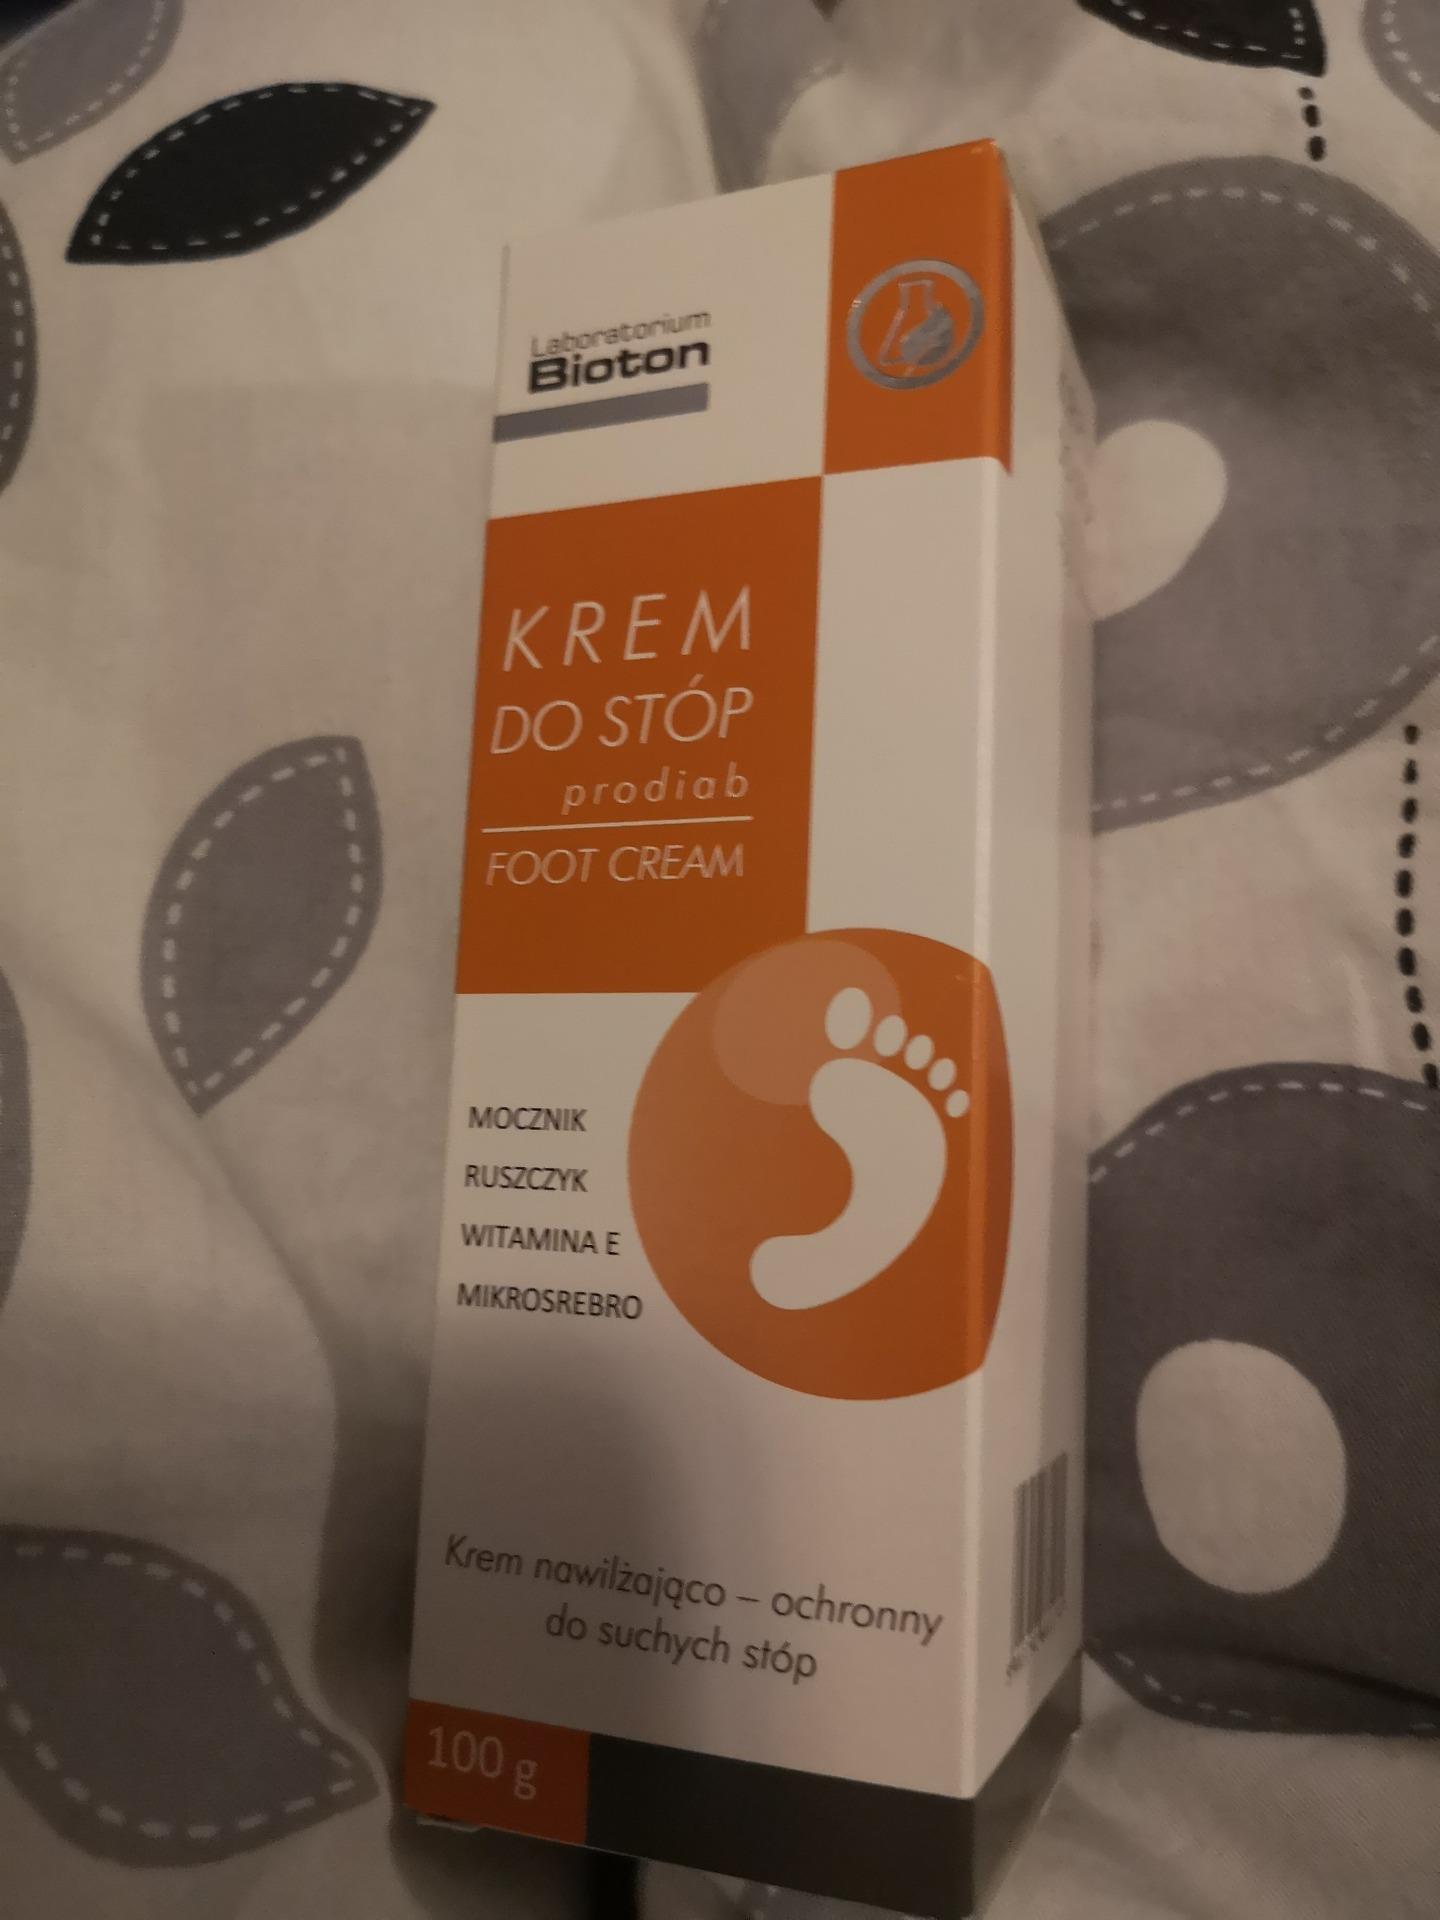 Laboratorium
Bioton
KREM
DO STÓP
prodiab
FOOT CREAM
MOCZNIK
RUSZCZYK
WITAMINA E
MIKROSREBRO
Krem nawilżająco – ochronny
do suchych stóp
100 g